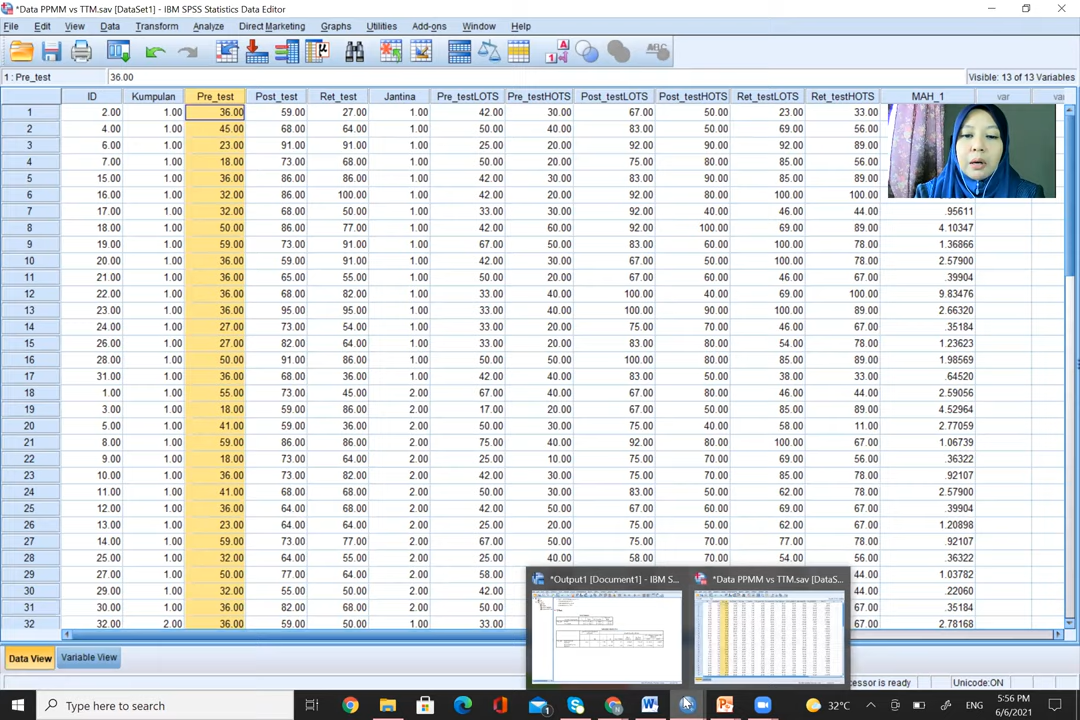 *Data PPMM vs TTM.sav [DataSet1] - IBM SPSS Statistics Data Editor
File Edit View Data Transform Analyze Direct Marketing Graphs Utilities Add-ons Window Help
1 : Pre_test 36.00 Visible: 13 of 13 Variables
ID Kumpulan Pre_test Post_test Ret_test Jantina Pre_testLOTS Pre_testHOTS Post_testLOTS Post_testHOTS Ret_testLOTS Ret_testHOTS MAH_1 var
1 2.00 1.00 36.00 59.00 27.00 1.00 42.00 30.00 67.00 50.00 23.00 33.00
2 4.00 1.00 45.00 68.00 64.00 1.00 50.00 40.00 83.00 50.00 69.00 56.00
3 6.00 1.00 23.00 91.00 91.00 1.00 25.00 20.00 92.00 90.00 92.00 89.00
4 7.00 1.00 18.00 73.00 68.00 1.00 50.00 20.00 75.00 80.00 85.00 56.00
5 15.00 1.00 36.00 86.00 86.00 1.00 42.00 30.00 83.00 90.00 85.00 89.00
6 16.00 1.00 32.00 86.00 100.00 1.00 42.00 20.00 92.00 80.00 100.00 100.00
7 17.00 1.00 32.00 68.00 50.00 1.00 33.00 30.00 92.00 40.00 46.00 44.00 .95611
8 18.00 1.00 50.00 86.00 77.00 1.00 42.00 60.00 92.00 100.00 69.00 89.00 4.10347
9 19.00 1.00 59.00 73.00 91.00 1.00 67.00 50.00 83.00 60.00 100.00 78.00 1.36866
10 20.00 1.00 36.00 59.00 91.00 1.00 42.00 30.00 67.00 50.00 100.00 78.00 2.57900
11 21.00 1.00 36.00 65.00 55.00 1.00 50.00 20.00 67.00 60.00 46.00 67.00 .39904
12 22.00 1.00 36.00 68.00 82.00 1.00 33.00 40.00 100.00 40.00 69.00 100.00 9.83476
13 23.00 1.00 36.00 95.00 95.00 1.00 33.00 40.00 100.00 90.00 100.00 89.00 2.66320
14 24.00 1.00 27.00 73.00 54.00 1.00 33.00 20.00 75.00 70.00 46.00 67.00 .35184
15 26.00 1.00 27.00 82.00 64.00 1.00 33.00 20.00 83.00 80.00 54.00 78.00 1.23623
16 28.00 1.00 50.00 91.00 86.00 1.00 50.00 50.00 100.00 80.00 85.00 89.00 1.98569
17 31.00 1.00 36.00 68.00 36.00 1.00 42.00 40.00 83.00 50.00 38.00 33.00 .64520
18 1.00 1.00 55.00 73.00 45.00 2.00 67.00 40.00 67.00 80.00 46.00 44.00 2.59056
19 3.00 1.00 18.00 59.00 86.00 2.00 17.00 20.00 67.00 50.00 85.00 89.00 4.52964
20 5.00 1.00 41.00 59.00 36.00 2.00 50.00 30.00 75.00 40.00 58.00 11.00 2.77059
21 8.00 1.00 59.00 86.00 86.00 2.00 75.00 40.00 92.00 80.00 100.00 67.00 1.06739
22 9.00 1.00 18.00 73.00 64.00 2.00 25.00 10.00 75.00 70.00 69.00 56.00 .36322
23 10.00 1.00 36.00 73.00 82.00 2.00 42.00 30.00 75.00 70.00 85.00 78.00 .92107
24 11.00 1.00 41.00 68.00 68.00 2.00 50.00 30.00 83.00 50.00 62.00 78.00 2.57900
25 12.00 1.00 36.00 64.00 68.00 2.00 42.00 50.00 67.00 60.00 69.00 67.00 .39904
26 13.00 1.00 23.00 64.00 64.00 2.00 25.00 20.00 75.00 50.00 62.00 67.00 1.20898
27 14.00 1.00 59.00 73.00 77.00 2.00 67.00 50.00 75.00 70.00 77.00 78.00 .92107
28 25.00 1.00 32.00 64.00 55.00 2.00 25.00 40.00 58.00 70.00 54.00 56.00 .36322
29 27.00 1.00 50.00 77.00 64.00 2.00 58.00 44.00 1.03782
30 29.00 1.00 32.00 55.00 50.00 2.00 42.00 44.00 .22060
31 30.00 1.00 36.00 82.00 68.00 2.00 50.00 67.00 .35184
32 32.00 2.00 36.00 59.00 50.00 2.00 33.00 67.00 2.78168
*Output1 [Document1] - IBM S... *Data PPMM vs TTM.sav [DataS...
Data View Variable View
cessor is ready Unicode:ON
Type here to search 32°C ENG 5:56 PM
6/6/2021